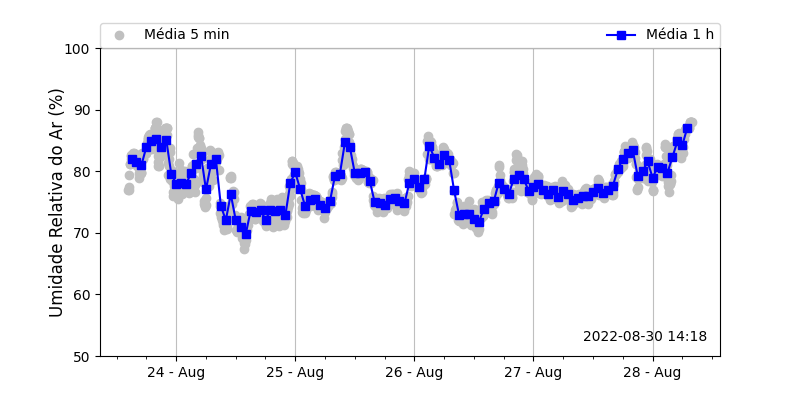 Média 5 min
Média 1 h
Umidade Relativa do Ar (%)
100
90
80
70
60
50
2022-08-30 14:18
24 - Aug
25 - Aug
26 - Aug
27 - Aug
28 - Aug